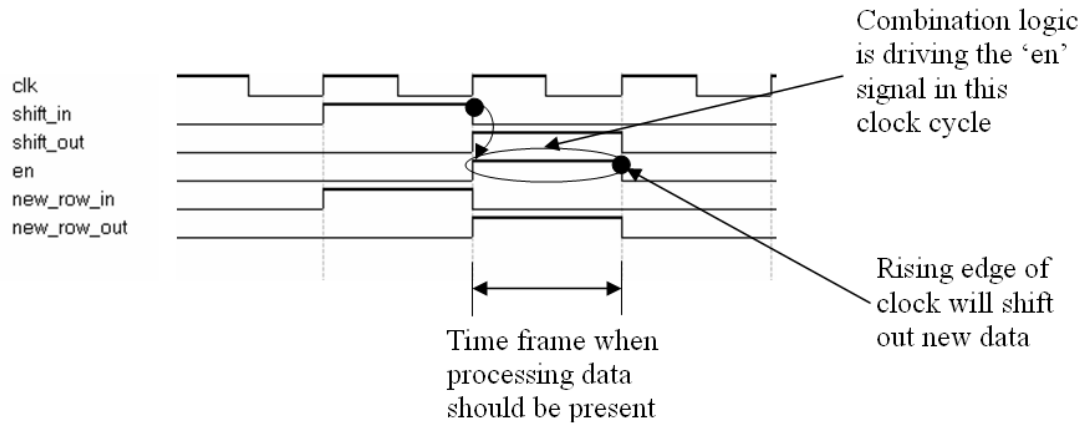 Combination logic
is driving the ‘en’
signal in this
clock cycle
clk
shift_in
shift_out
en
new_row_in
new_row_out
Rising edge of
clock will shift
out new data
Time frame when
processing data
should be present